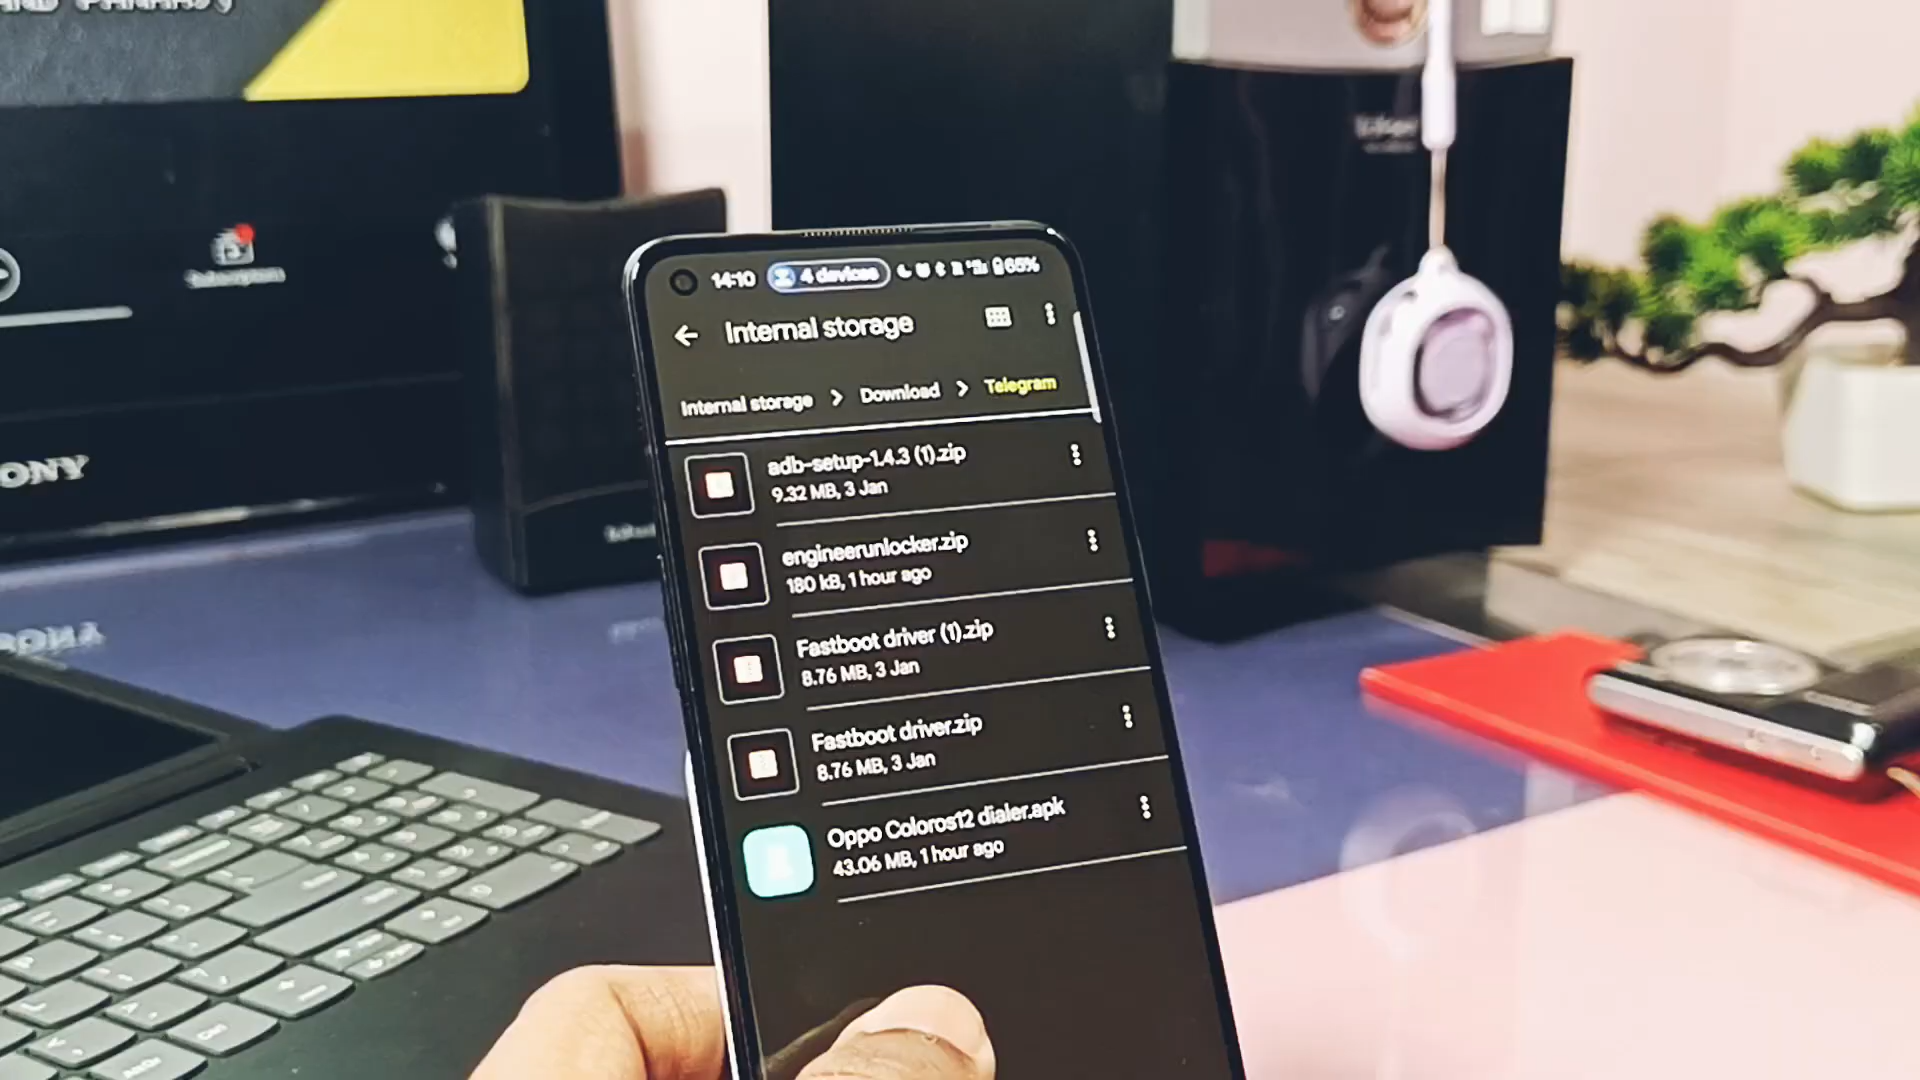 Subscriptions
14:10
4 devices
65%
Internal storage
Internal storage > Download > Telegram
adb-setup-1.4.3 (1).zip
9.32 MB, 3 Jan
engineerunlocker.zip
180 kB, 1 hour ago
Fastboot driver (1).zip
8.76 MB, 3 Jan
Fastboot driver.zip
8.76 MB, 3 Jan
Oppo Coloros12 dialer.apk
43.06 MB, 1 hour ago